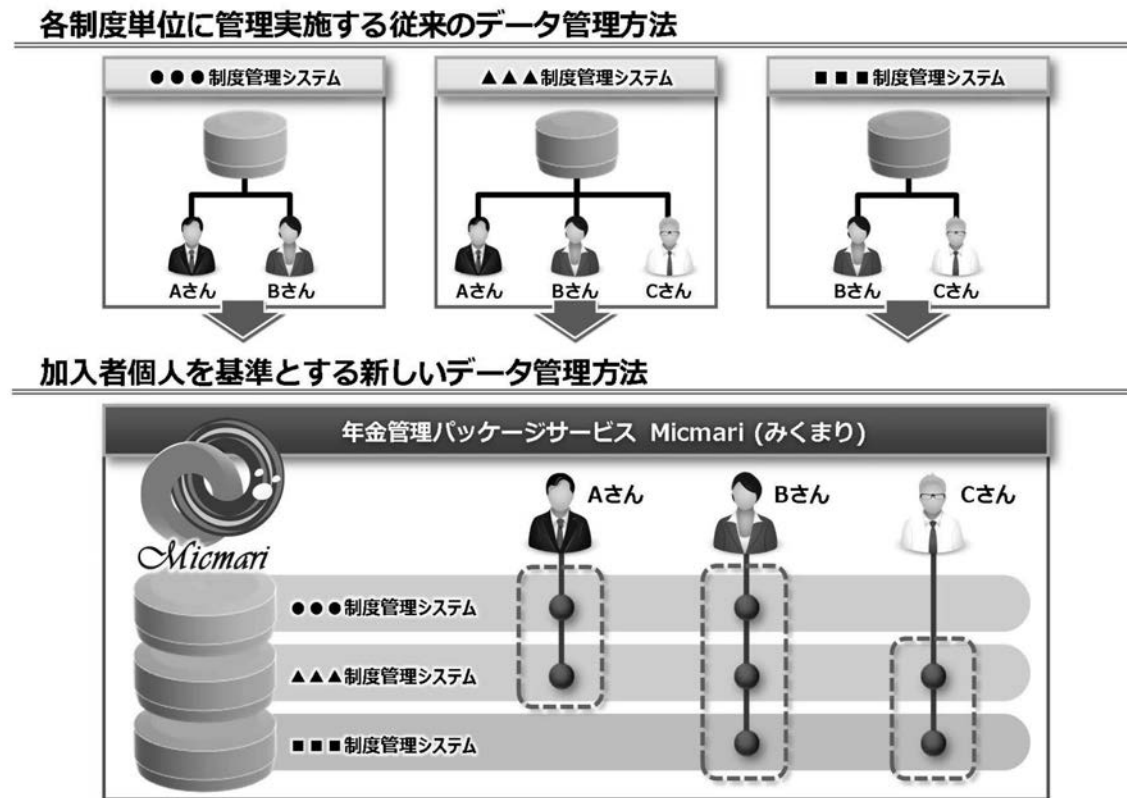 各制度単位に管理実施する従来のデータ管理方法
●●●制度管理システム
Aさん
Bさん
▲▲▲制度管理システム
Aさん
Bさん
Cさん
■■■制度管理システム
Bさん
Cさん
加入者個人を基準とする新しいデータ管理方法
年金管理パッケージサービス Micmari (みくまり)
Micmari
Aさん
Bさん
Cさん
●●●制度管理システム
▲▲▲制度管理システム
■■■制度管理システム